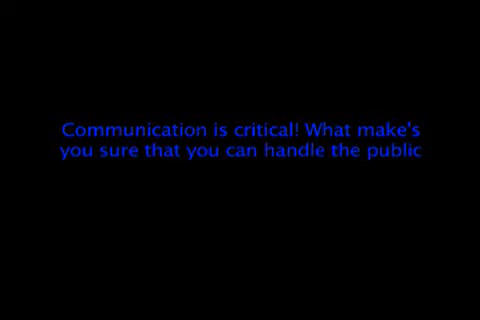 Communication is critical! What make's
you sure that you can handle the public